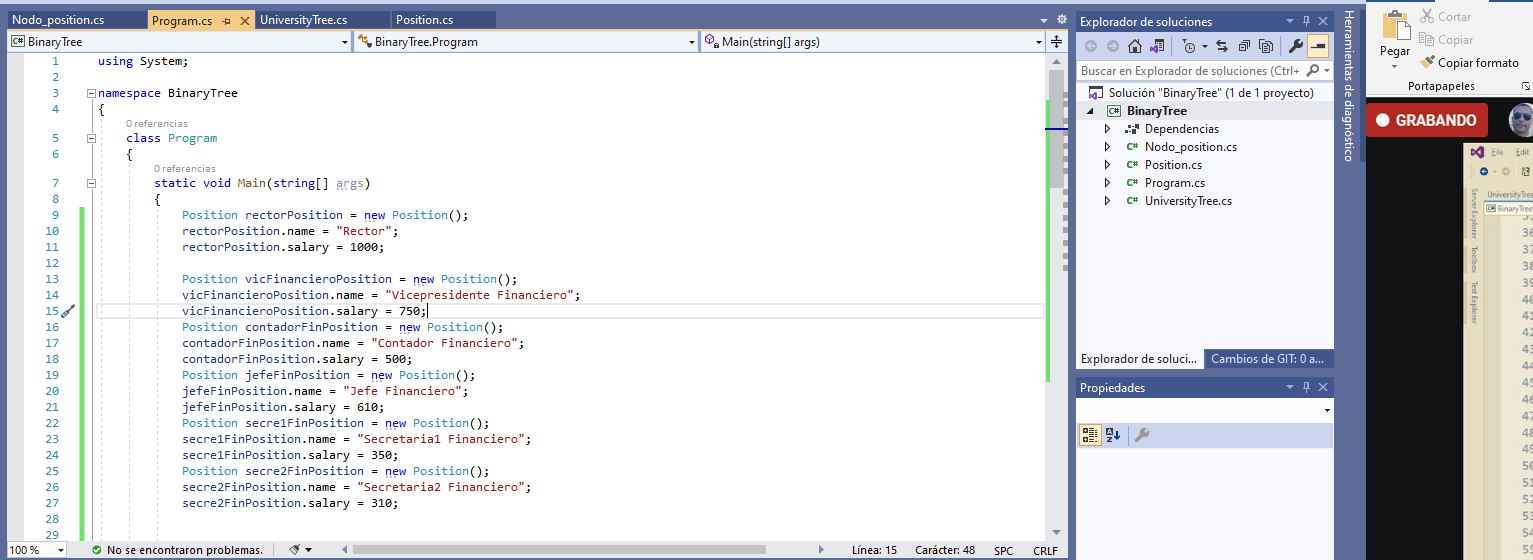 Nodo_position.cs
Program.cs
UniversityTree.cs
Position.cs
BinaryTree
BinaryTree.Program
Main(string[] args)
1 using System;
2
3 namespace BinaryTree
4 {
0 referencias
5 class Program
6 {
0 referencias
7 static void Main(string[] args)
8 {
9 Position rectorPosition = new Position();
10 rectorPosition.name = "Rector";
11 rectorPosition.salary = 1000;
12
13 Position vicFinancieroPosition = new Position();
14 vicFinancieroPosition.name = "Vicepresidente Financiero";
15 vicFinancieroPosition.salary = 750;
16 Position contadorFinPosition = new Position();
17 contadorFinPosition.name = "Contador Financiero";
18 contadorFinPosition.salary = 500;
19 Position jefeFinPosition = new Position();
20 jefeFinPosition.name = "Jefe Financiero";
21 jefeFinPosition.salary = 610;
22 Position secre1FinPosition = new Position();
23 secre1FinPosition.name = "Secretaria1 Financiero";
24 secre1FinPosition.salary = 350;
25 Position secre2FinPosition = new Position();
26 secre2FinPosition.name = "Secretaria2 Financiero";
27 secre2FinPosition.salary = 310;
28
29
100 %
No se encontraron problemas.
Línea: 15
Carácter: 48
SPC
CRLF
Explorador de soluciones
Buscar en Explorador de soluciones (Ctrl+
Solución "BinaryTree" (1 de 1 proyecto)
C# BinaryTree
Dependencias
C# Nodo_position.cs
C# Position.cs
C# Program.cs
C# UniversityTree.cs
Explorador de soluci...
Cambios de GIT: 0 a...
Propiedades
Herramientas de diagnóstico
Pegar
Cortar
Copiar
Copiar formato
Portapapeles
GRABANDO
File Edit
UniversityTree
BinaryTree
Server Explorer
Toolbox
Test Explorer
36
37
38
39
40
41
42
43
44
45
46
47
48
49
50
51
52
53
54